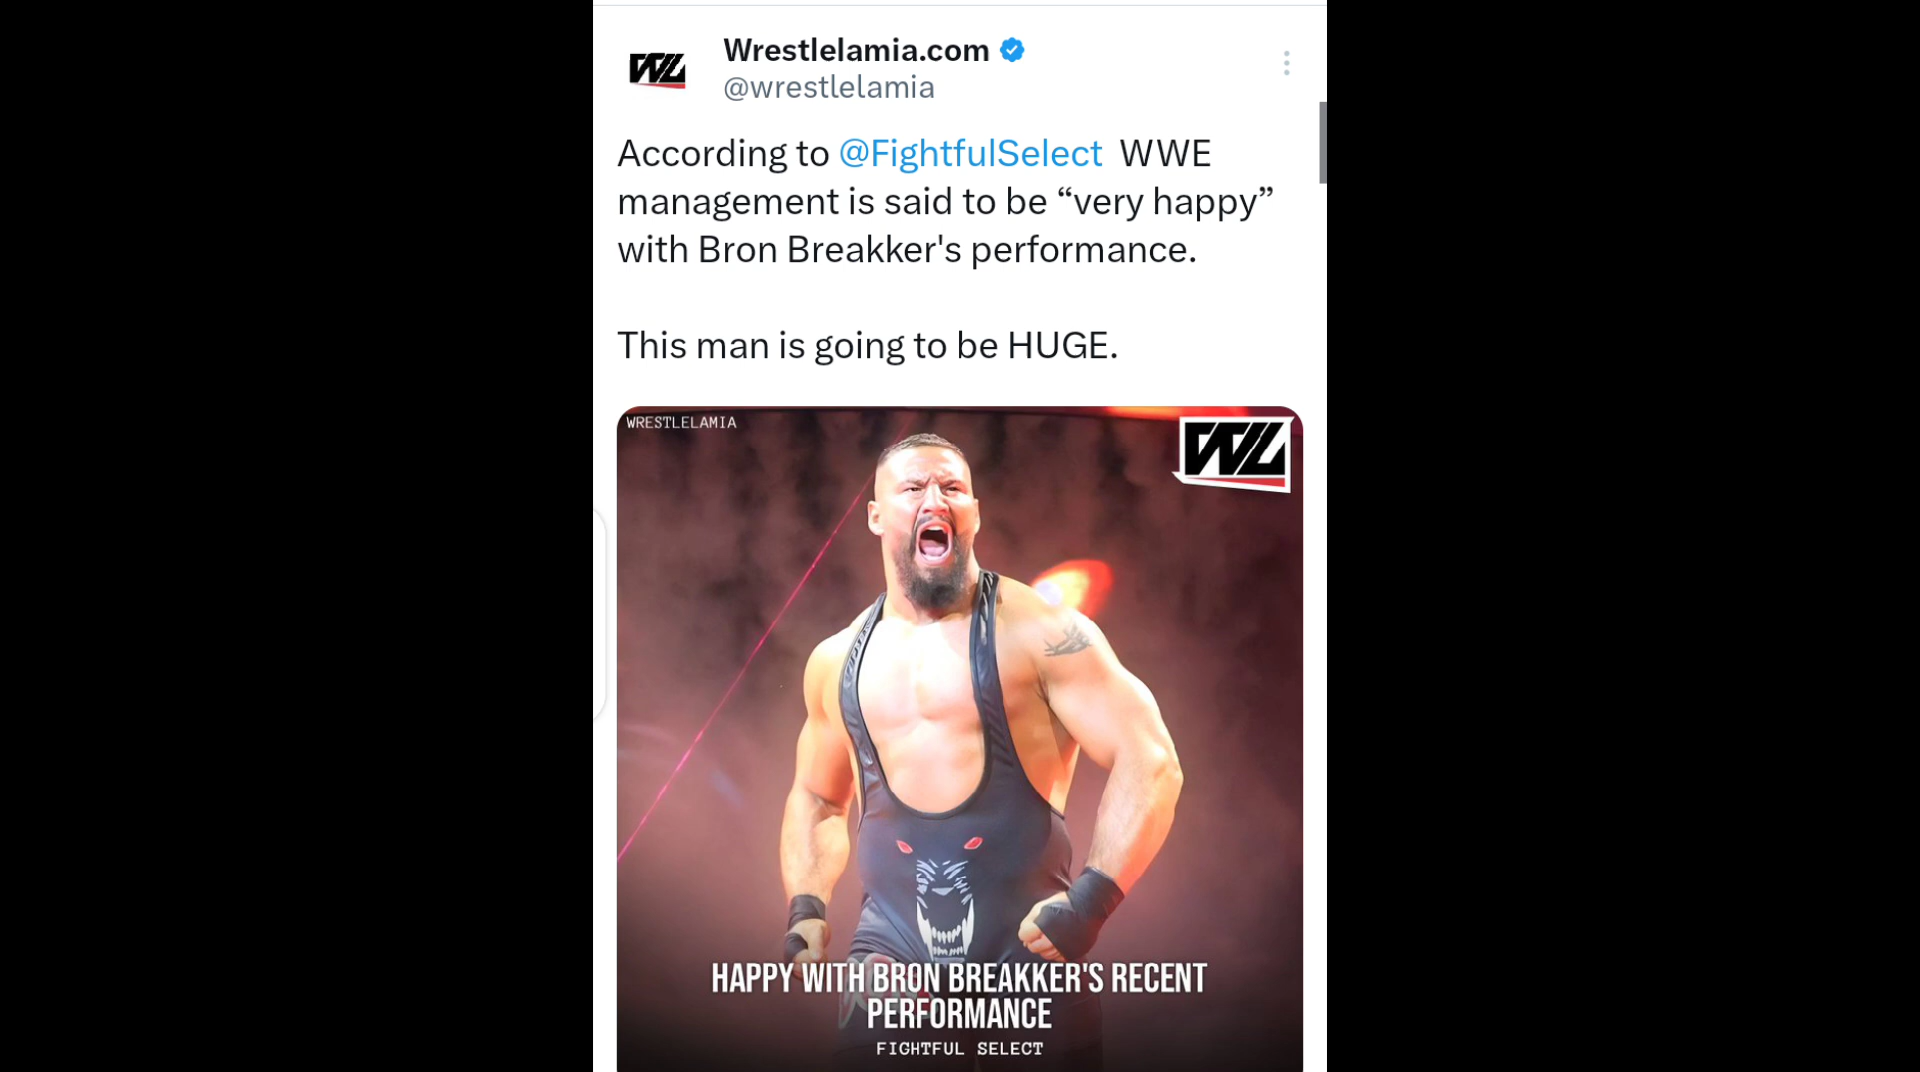 WL
Wrestlelamia.com
@wrestlelamia
According to @FightfulSelect WWE
management is said to be “very happy”
with Bron Breakker's performance.
This man is going to be HUGE.
WRESTLELAMIA
WL
HAPPY WITH BRON BREAKKER'S RECENT
PERFORMANCE
FIGHTFUL SELECT